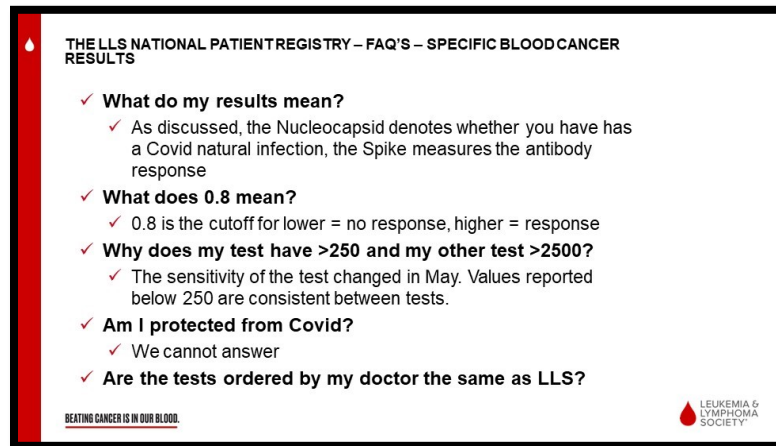 THE LLS NATIONAL PATIENT REGISTRY – FAQ'S – SPECIFIC BLOOD CANCER
RESULTS
✓ What do my results mean?
✓ As discussed, the Nucleocapsid denotes whether you have has
a Covid natural infection, the Spike measures the antibody
response
✓ What does 0.8 mean?
✓ 0.8 is the cutoff for lower = no response, higher = response
✓ Why does my test have >250 and my other test >2500?
✓ The sensitivity of the test changed in May. Values reported
below 250 are consistent between tests.
✓ Am I protected from Covid?
✓ We cannot answer
✓ Are the tests ordered by my doctor the same as LLS?
BEATING CANCER IS IN OUR BLOOD.
LEUKEMIA &
LYMPHOMA
SOCIETY